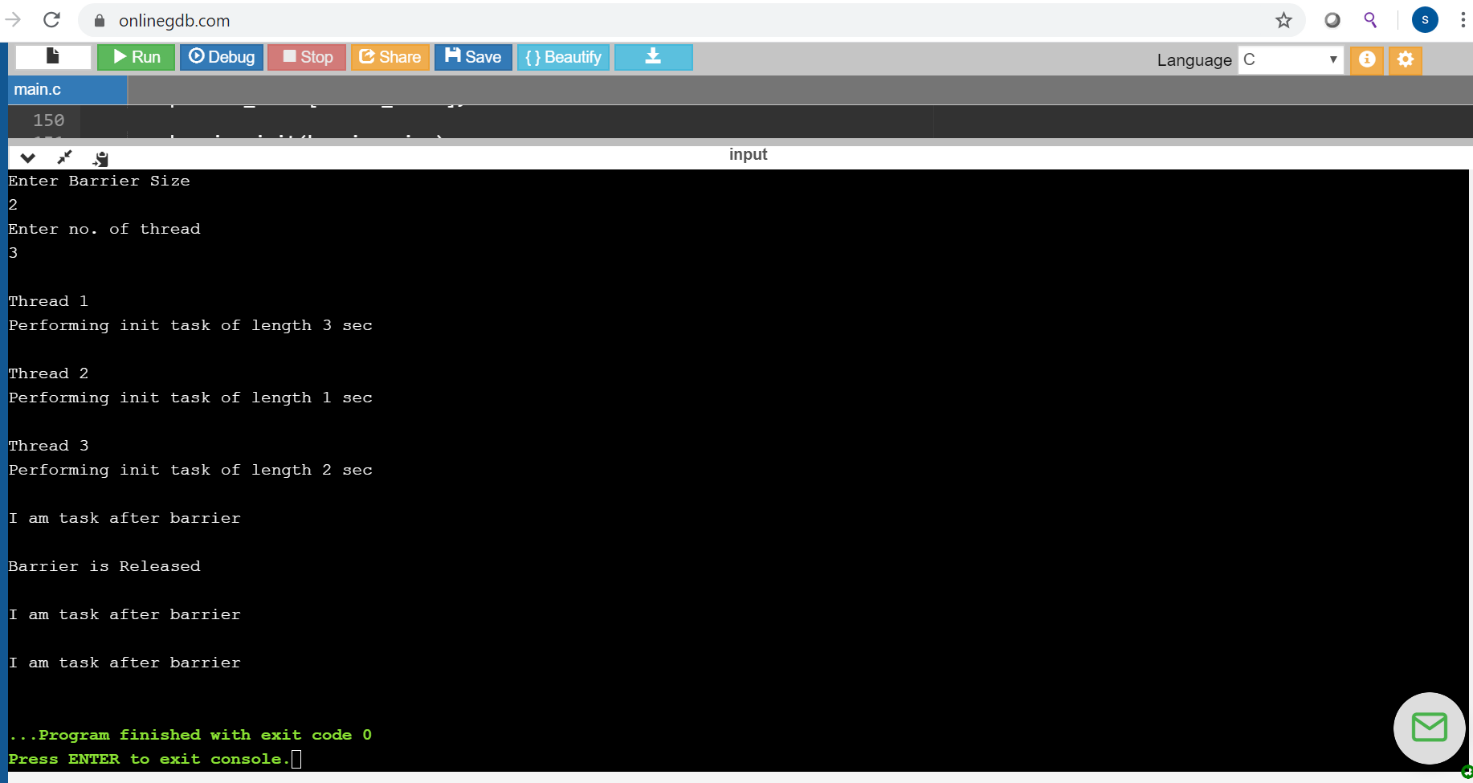 onlinegdb.com
S
Run Debug Stop Share Save { } Beautify
Language C
main.c
150
input
Enter Barrier Size
2
Enter no. of thread
3
Thread 1
Performing init task of length 3 sec
Thread 2
Performing init task of length 1 sec
Thread 3
Performing init task of length 2 sec
I am task after barrier
Barrier is Released
I am task after barrier
I am task after barrier
...Program finished with exit code 0
Press ENTER to exit console.